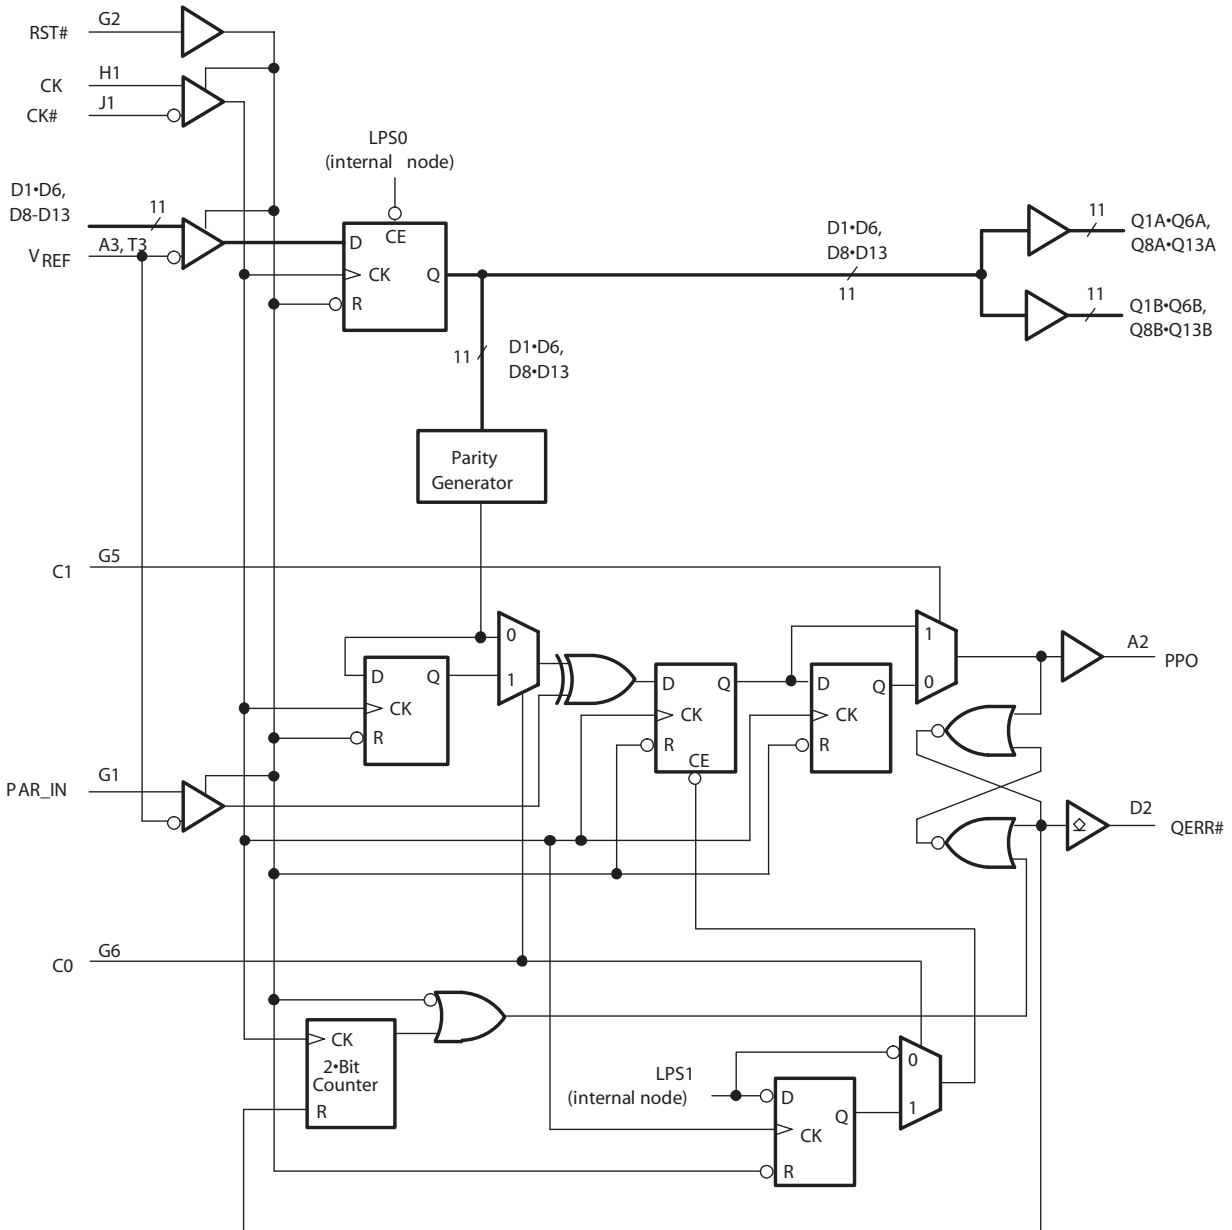 RST#
G2
CK
H1
CK#
J1
LPS0
(internal node)
D1•D6,
D8-D13
11
VREF
A3, T3
D
CE
CK
Q
R
D1•D6,
D8•D13
11
11
Q1A•Q6A,
Q8A•Q13A
11
Q1B•Q6B,
Q8B•Q13B
11
D1•D6,
D8•D13
Parity
Generator
C1
G5
D
Q
CK
R
0
1
D
Q
CK
R
CE
D
Q
CK
R
1
0
A2
PPO
PAR_IN
G1
D2
QERR#
C0
G6
CK
2•Bit
Counter
R
LPS1
(internal node)
D
Q
CK
R
0
1